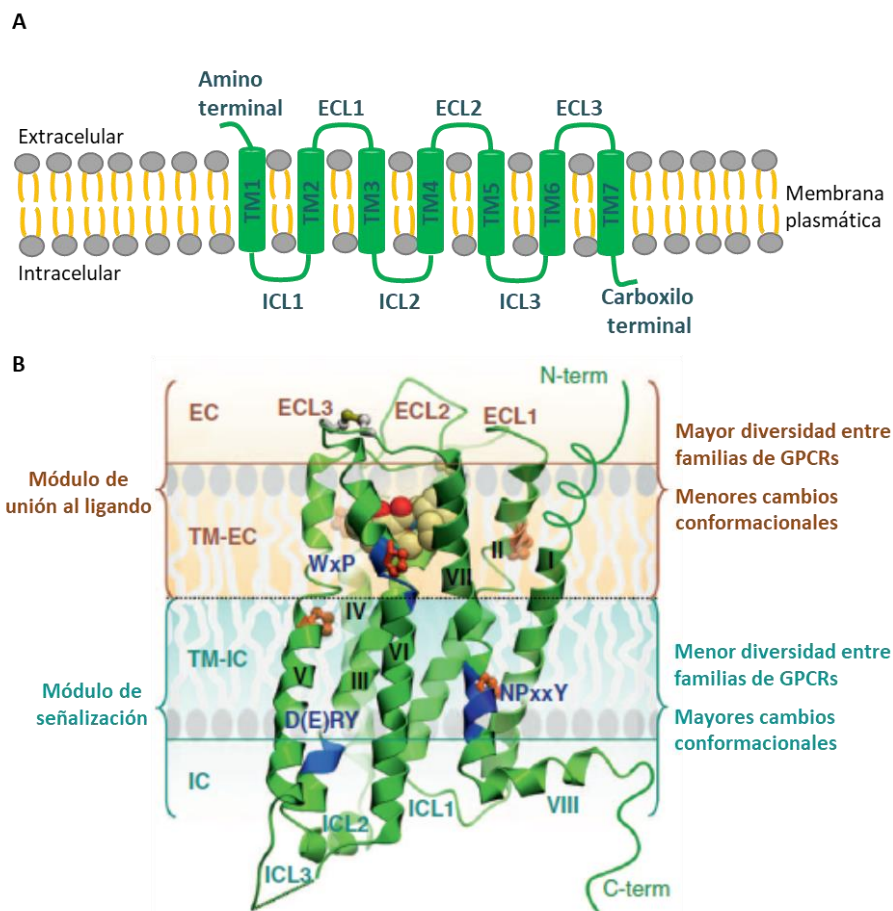 A
Amino
terminal
ECL1
ECL2
ECL3
Extracelular
TM1
TM2
TM3
TM4
TM5
TM6
TM7
Membrana
plasmática
Intracelular
ICL1
ICL2
ICL3
Carboxilo
terminal
B
N-term
EC
ECL3
ECL2
ECL1
Mayor diversidad entre
familias de GPCRs
Módulo de
unión al ligando
Menores cambios
conformacionales
TM-EC
WxP
II
I
VII
IV
TM-IC
VI
V
III
NPxxY
Menor diversidad entre
familias de GPCRs
Módulo de
señalización
D(E)RY
Mayores cambios
conformacionales
IC
ICL1
VIII
ICL2
ICL3
C-term